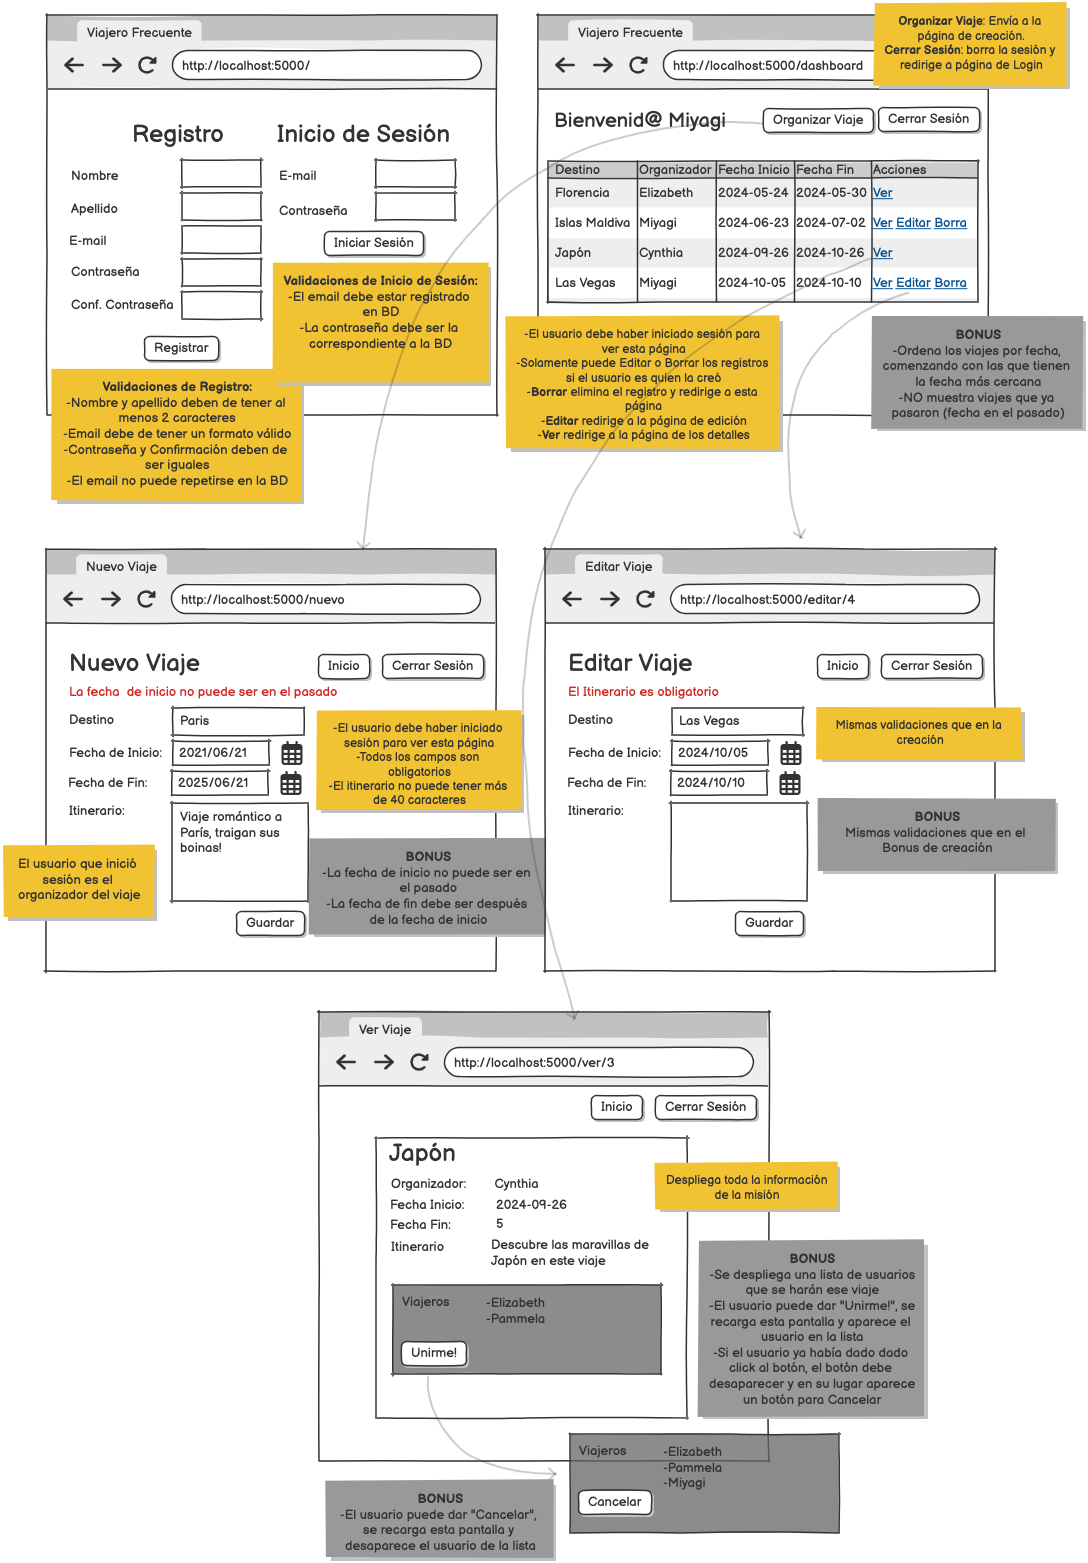 Viajero Frecuente
http://localhost:5000/
Registro
Nombre
Apellido
E-mail
Contraseña
Conf. Contraseña
Registrar
Inicio de Sesión
E-mail
Contraseña
Iniciar Sesión
Validaciones de Inicio de Sesión:
-El email debe estar registrado
en BD
-La contraseña debe ser la
correspondiente a la BD
Validaciones de Registro:
-Nombre y apellido deben de tener al
menos 2 caracteres
-Email debe de tener un formato válido
-Contraseña y Confirmación deben de
ser iguales
-El email no puede repetirse en la BD
Viajero Frecuente
http://localhost:5000/dashboard
Organizar Viaje: Envía a la
página de creación.
Cerrar Sesión: borra la sesión y
redirige a página de Login
Bienvenid@ Miyagi
Organizar Viaje
Cerrar Sesión
Destino Organizador Fecha Inicio Fecha Fin Acciones
Florencia Elizabeth 2024-05-24 2024-05-30 Ver
Islas Maldiva Miyagi 2024-06-23 2024-07-02 Ver Editar Borra
Japón Cynthia 2024-09-26 2024-10-26 Ver
Las Vegas Miyagi 2024-10-05 2024-10-10 Ver Editar Borra
-El usuario debe haber iniciado sesión para
ver esta página
-Solamente puede Editar o Borrar los registros
si el usuario es quien la creó
-Borrar elimina el registro y redirige a esta
página
-Editar redirige a la página de edición
-Ver redirige a la página de los detalles
BONUS
-Ordena los viajes por fecha,
comenzando con las que tienen
la fecha más cercana
-NO muestra viajes que ya
pasaron (fecha en el pasado)
Nuevo Viaje
http://localhost:5000/nuevo
Nuevo Viaje
Inicio
Cerrar Sesión
La fecha de inicio no puede ser en el pasado
Destino
Paris
Fecha de Inicio:
2021/06/21
Fecha de Fin:
2025/06/21
Itinerario:
Viaje romántico a
París, traigan sus
boinas!
Guardar
-El usuario debe haber iniciado
sesión para ver esta página
-Todos los campos son
obligatorios
-El itinerario no puede tener más
de 40 caracteres
El usuario que inició
sesión es el
organizador del viaje
BONUS
-La fecha de inicio no puede ser en
el pasado
-La fecha de fin debe ser después
de la fecha de inicio
Editar Viaje
http://localhost:5000/editar/4
Editar Viaje
Inicio
Cerrar Sesión
El Itinerario es obligatorio
Destino
Las Vegas
Fecha de Inicio:
2024/10/05
Fecha de Fin:
2024/10/10
Itinerario:
Guardar
Mismas validaciones que en la
creación
BONUS
Mismas validaciones que en el
Bonus de creación
Ver Viaje
http://localhost:5000/ver/3
Inicio
Cerrar Sesión
Japón
Organizador: Cynthia
Fecha Inicio: 2024-09-26
Fecha Fin: 5
Itinerario Descubre las maravillas de
Japón en este viaje
Viajeros -Elizabeth
-Pammela
Unirme!
Despliega toda la información
de la misión
BONUS
-Se despliega una lista de usuarios
que se harán ese viaje
-El usuario puede dar "Unirme!", se
recarga esta pantalla y aparece el
usuario en la lista
-Si el usuario ya había dado dado
click al botón, el botón debe
desaparecer y en su lugar aparece
un botón para Cancelar
Viajeros -Elizabeth
-Pammela
-Miyagi
Cancelar
BONUS
-El usuario puede dar "Cancelar",
se recarga esta pantalla y
desaparece el usuario de la lista